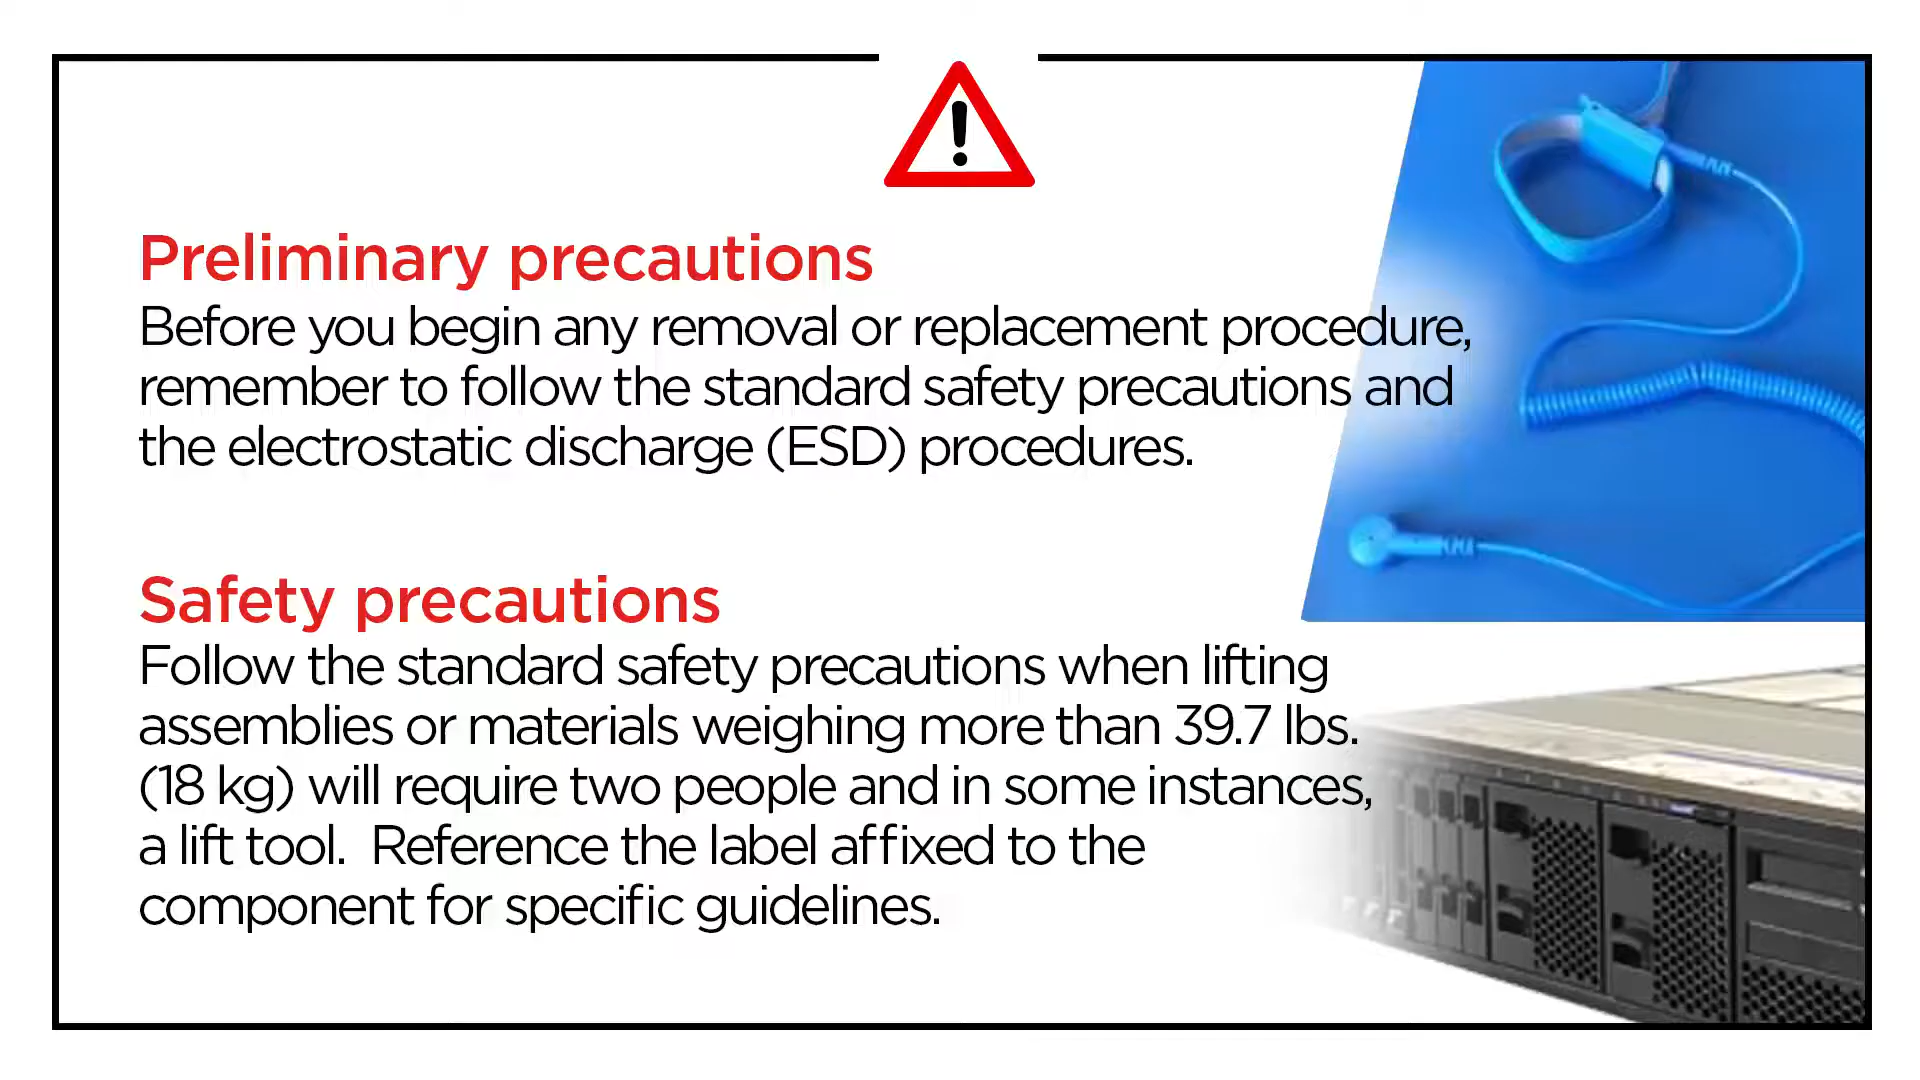 Preliminary precautions
Before you begin any removal or replacement procedure,
remember to follow the standard safety precautions and
the electrostatic discharge (ESD) procedures.
Safety precautions
Follow the standard safety precautions when lifting
assemblies or materials weighing more than 39.7 lbs.
(18 kg) will require two people and in some instances,
a lift tool.  Reference the label affixed to the
component for specific guidelines.